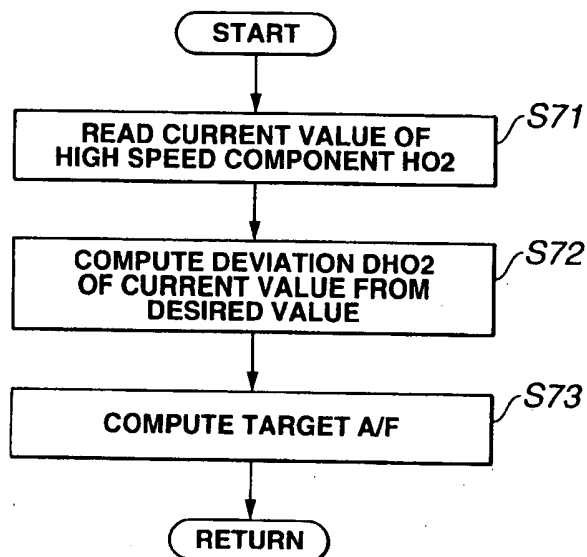 START
READ CURRENT VALUE OF
HIGH SPEED COMPONENT HO2
S71
COMPUTE DEVIATION DHO2
OF CURRENT VALUE FROM
DESIRED VALUE
S72
COMPUTE TARGET A/F
S73
RETURN